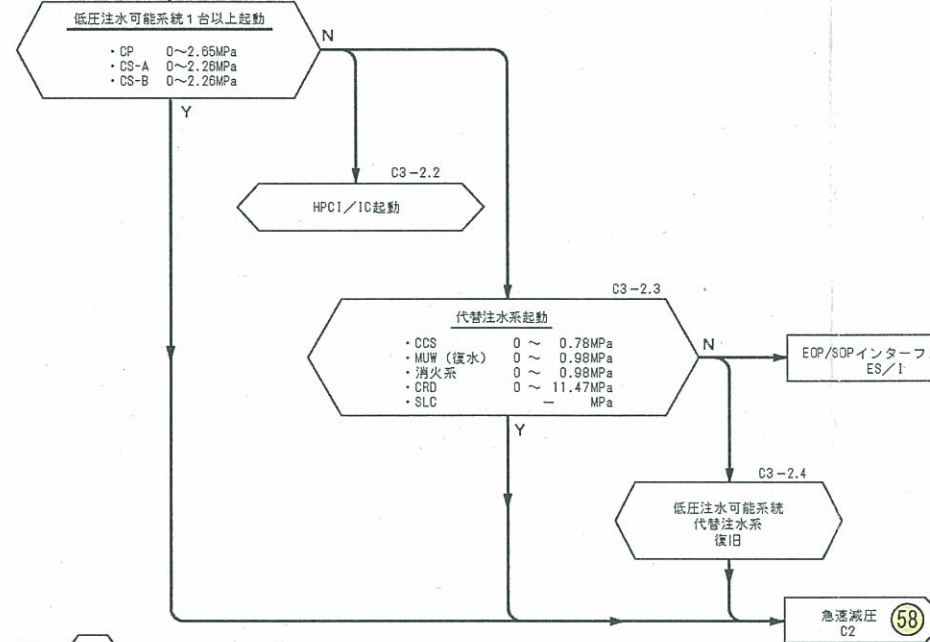 低圧注水可能系統1台以上起動
・CP 0～2.65MPa
・CS-A 0～2.26MPa
・CS-B 0～2.26MPa
N
Y
C3-2.2
HPCI／IC起動
C3-2.3
代替注水系起動
・CCS 0 ～ 0.78MPa
・MUW (復水) 0 ～ 0.98MPa
・消火系 0 ～ 0.98MPa
・CRD 0 ～ 11.47MPa
・SLC － MPa
N
EOP/SOPインターフ
ES／I
Y
C3-2.4
低圧注水可能系統
代替注水系
復旧
急速減圧 58
C2